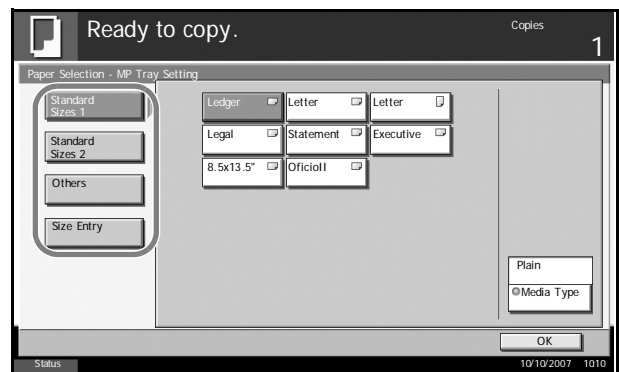 Ready to copy.
Copies
1
Paper Selection - MP Tray Setting
Standard
Sizes 1
Standard
Sizes 2
Others
Size Entry
Ledger
Letter
Letter
Legal
Statement
Executive
8.5x13.5"
OficioII
Plain
Media Type
OK
Status
10/10/2007 1010